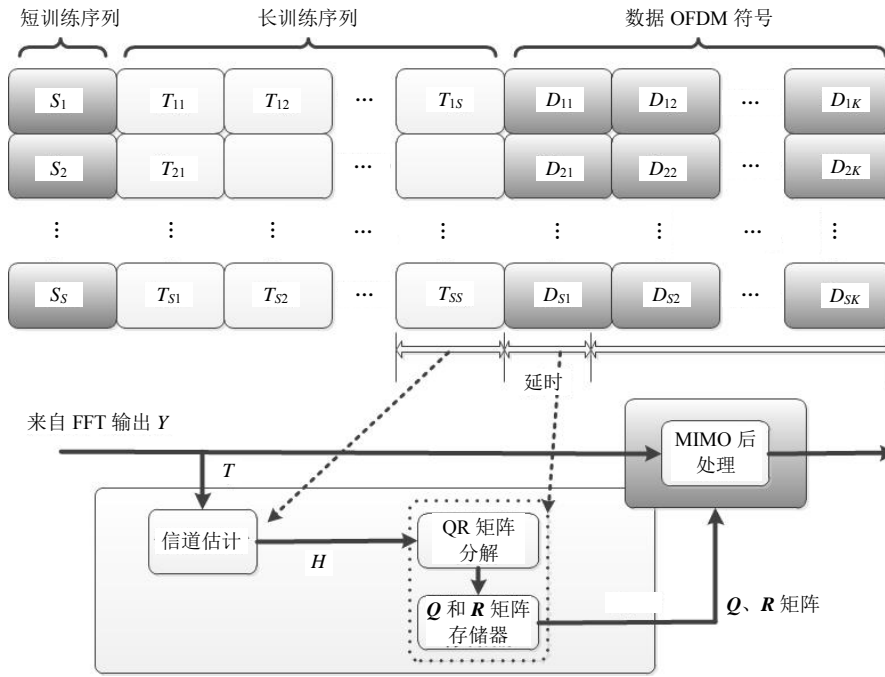 短训练序列 长训练序列 数据 OFDM 符号
S1 T11 T12 ... T1S D11 D12 ... D1K
S2 T21 ... D21 D22 ... D2K
⋮ ⋮ ⋮ ... ⋮ ⋮ ⋮ ... ⋮
SS TS1 TS2 ... TSS DS1 DS2 ... DSK
延时
来自 FFT 输出 Y
MIMO 后
处理
T
信道估计
H
QR 矩阵
分解
Q 和 R 矩阵
存储器
Q、R 矩阵